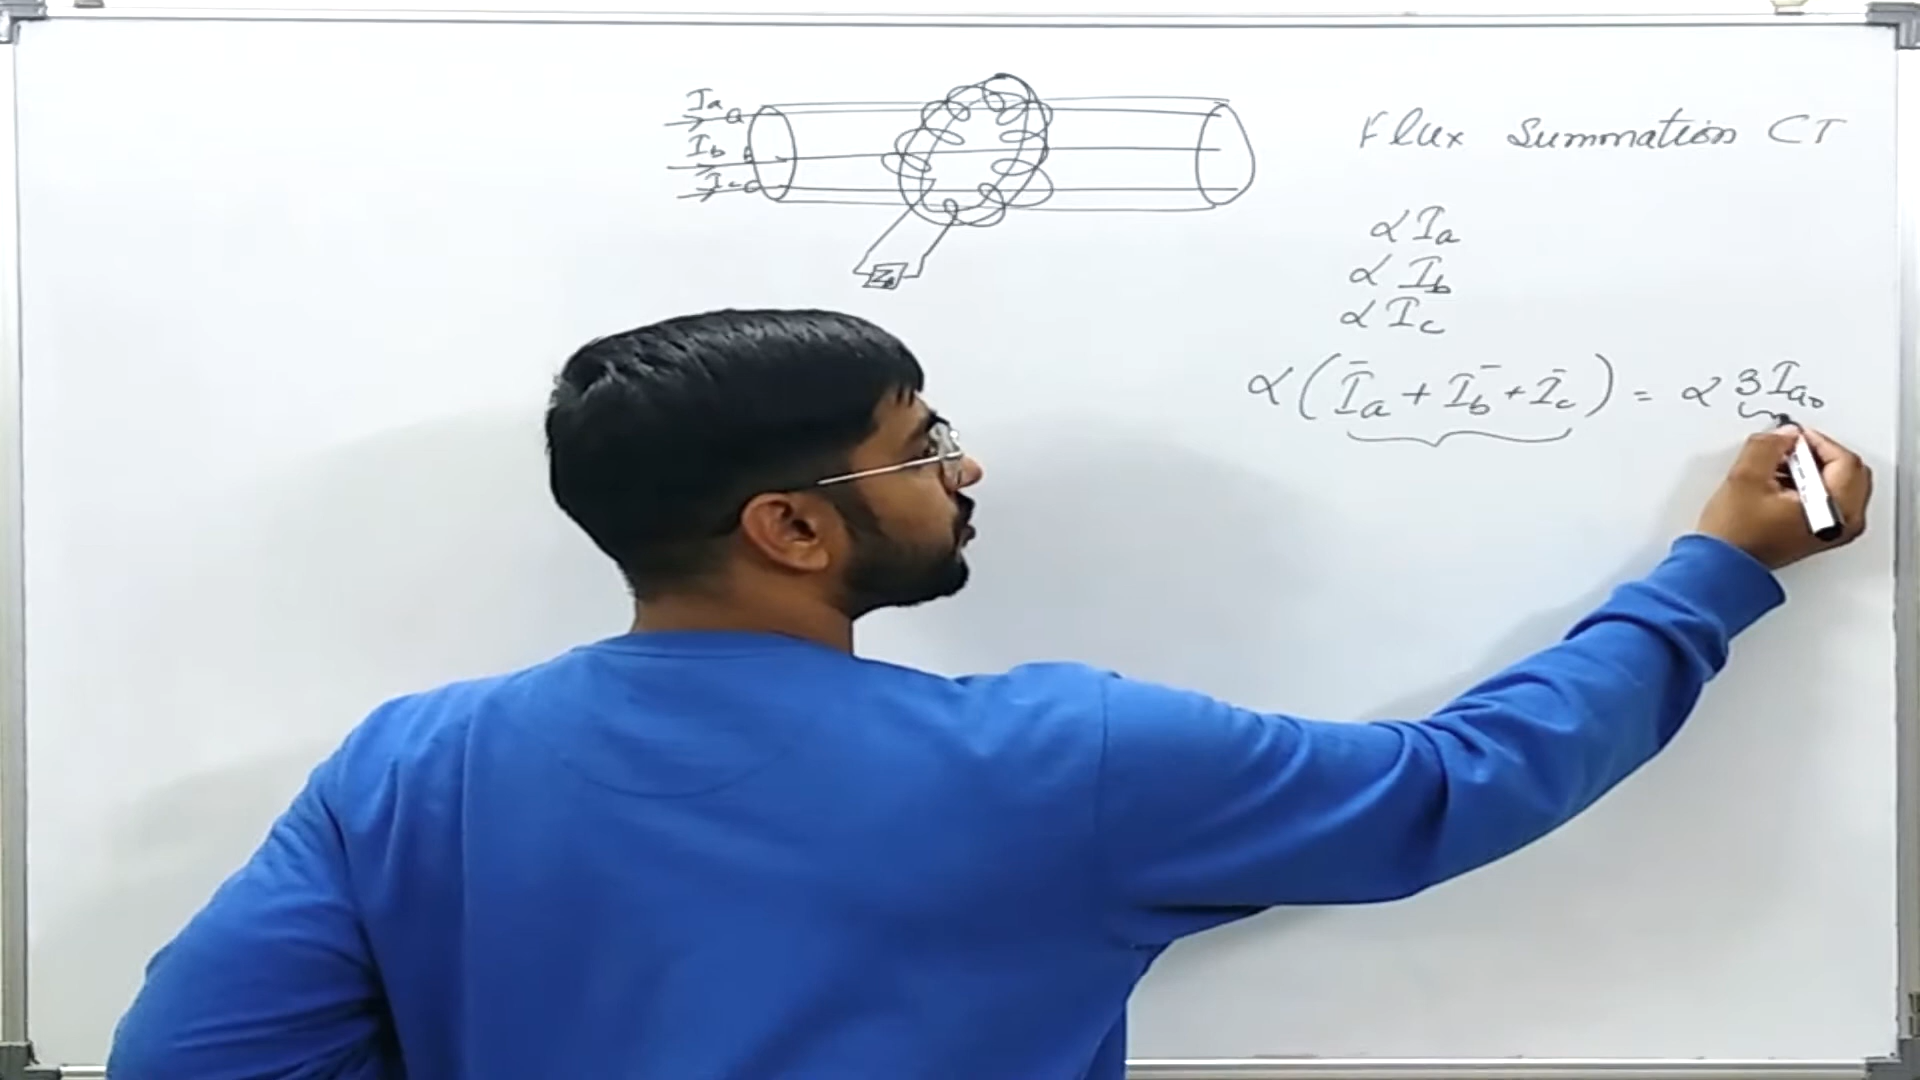 Ia a
Ib b
Ic c
Flux Summation CT
∝ Ia
∝ Ib
∝ Ic
∝ (Īa + Īb + Īc) = ∝ 3Ia0